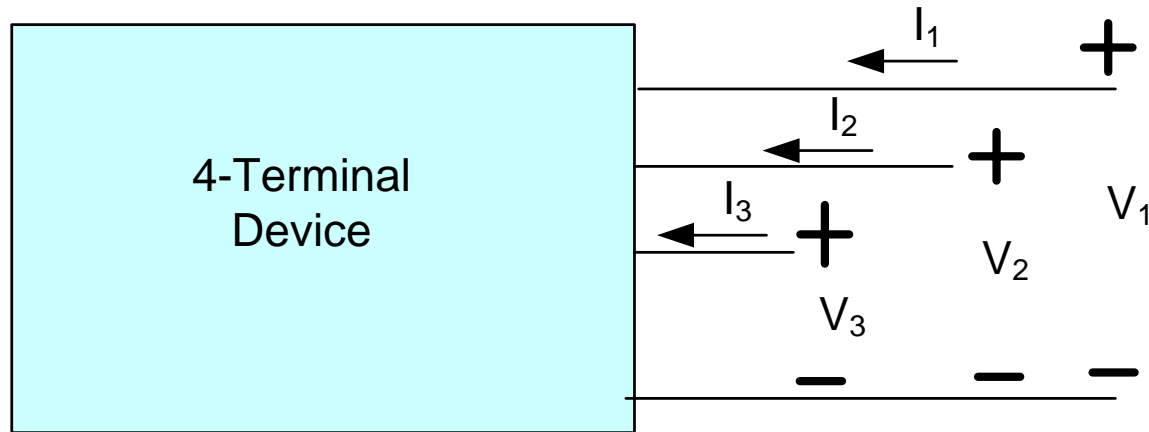 I₁
I₂
4-Terminal
Device
I₃
V₁
V₂
V₃